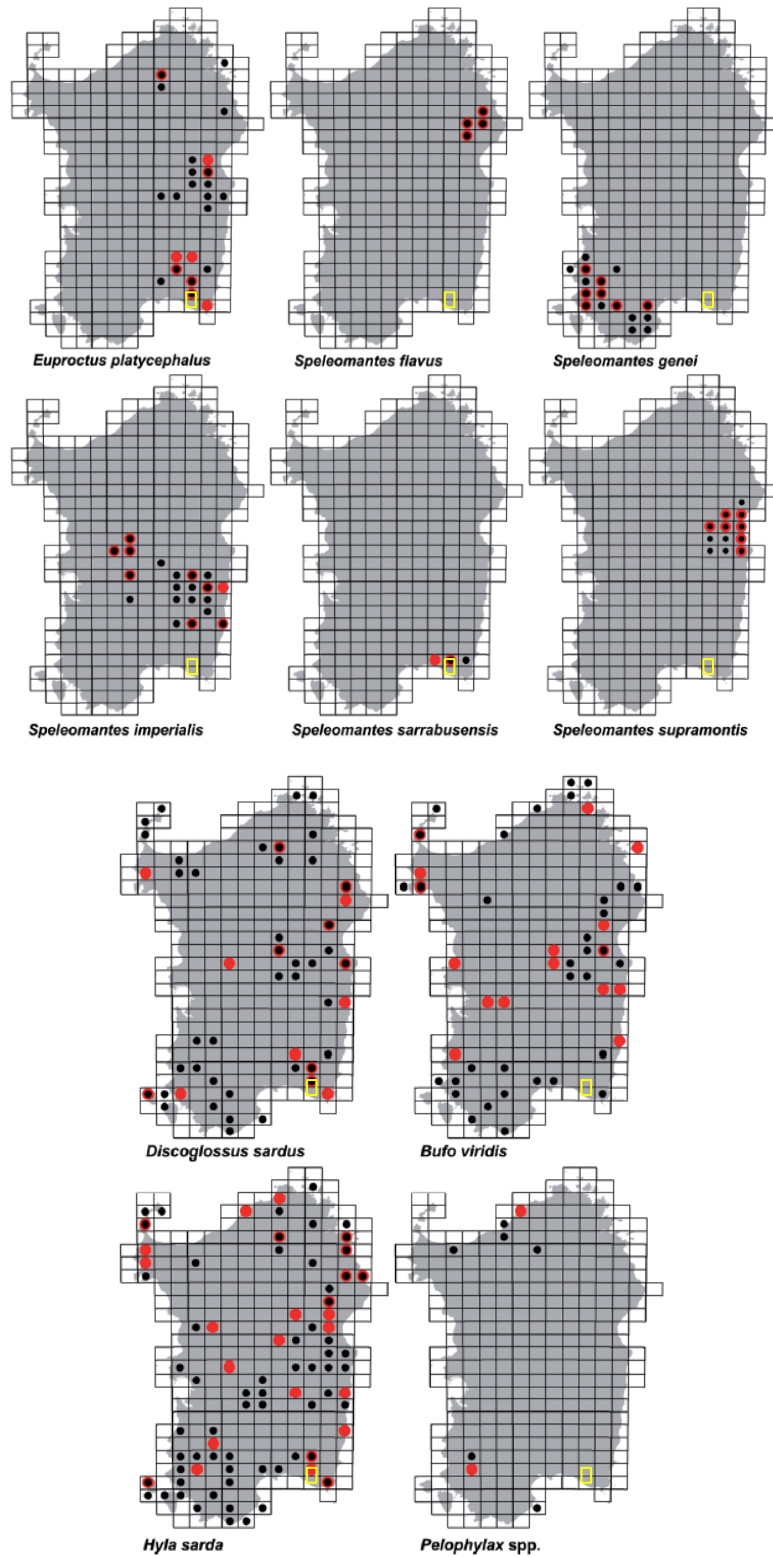 Euproctus platycephalus
Speleomantes flavus
Speleomantes genei
Speleomantes imperialis
Speleomantes sarrabusensis
Speleomantes supramontis
Discoglossus sardus
Bufo viridis
Hyla sarda
Pelophylax spp.